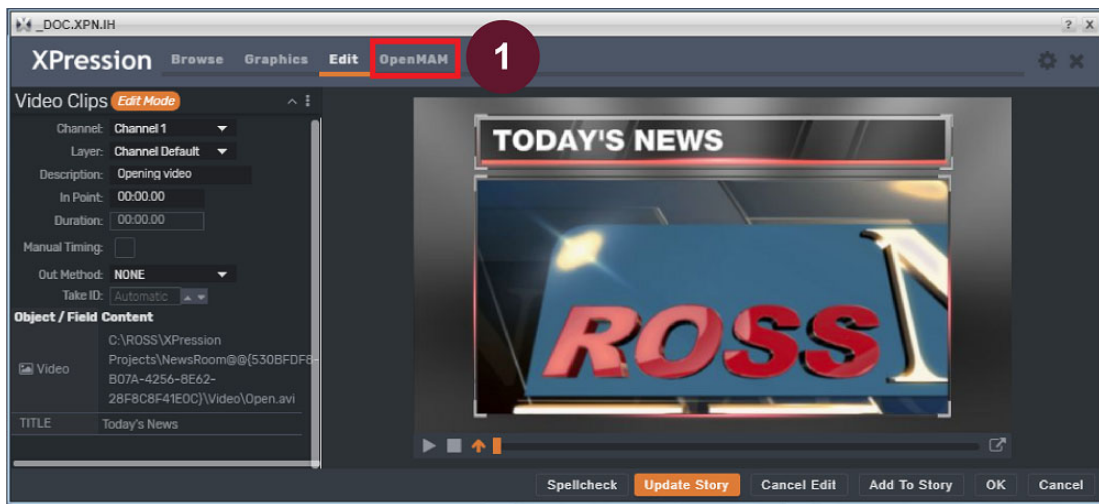 _DOC.XPN.IH
? X
XPression Browse Graphics Edit OpenMAM 1
Video Clips Edit Mode
Channel: Channel 1
Layer: Channel Default
Description: Opening video
In Point: 00:00.00
Duration: 00:00.00
Manual Timing:
Out Method: NONE
Take ID: Automatic
Object / Field Content
Video
C:\ROSS\XPression
Projects\NewsRoom@@{530BFDF8-
B07A-4256-8E62-
28F8C8F41E0C}\Video\Open.avi
TITLE Today's News
TODAY'S NEWS
ROSS N
Spellcheck Update Story Cancel Edit Add To Story OK Cancel